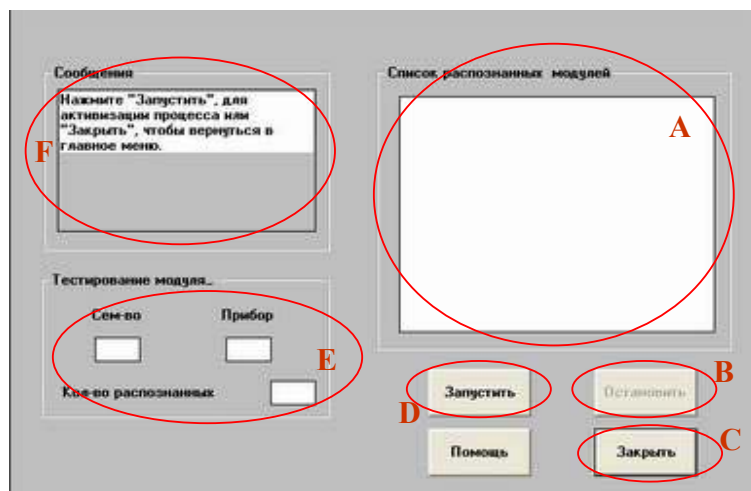 Сообщения
Нажмите "Запустить", для
активизации процесса или
"Закрыть", чтобы вернуться в
главное меню.
F
Список распознанных модулей
A
Тестирование модуля..
Сем-во Прибор
E
Кол-во распознанных
Запустить
D
Остановить
B
Помощь
Закрыть
C